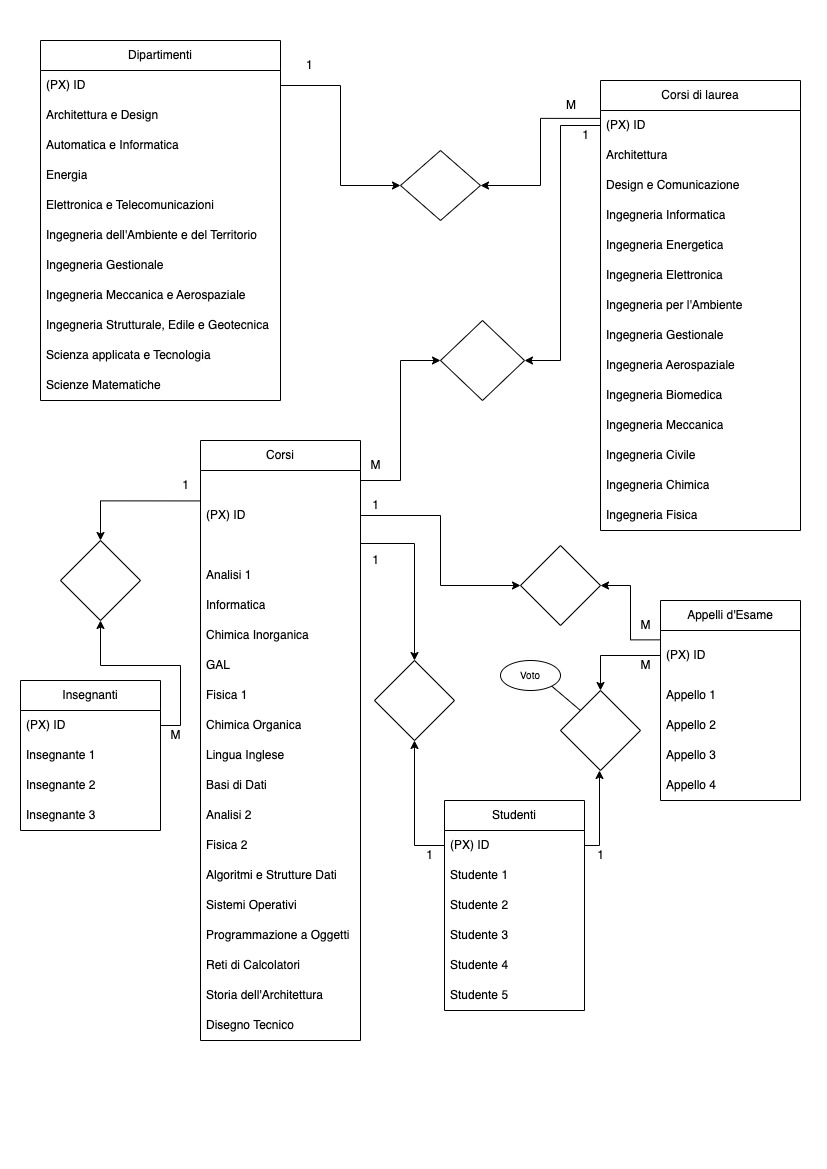 Dipartimenti
(PX) ID
Architettura e Design
Automatica e Informatica
Energia
Elettronica e Telecomunicazioni
Ingegneria dell'Ambiente e del Territorio
Ingegneria Gestionale
Ingegneria Meccanica e Aerospaziale
Ingegneria Strutturale, Edile e Geotecnica
Scienza applicata e Tecnologia
Scienze Matematiche
1
M
1
Corsi di laurea
(PX) ID
Architettura
Design e Comunicazione
Ingegneria Informatica
Ingegneria Energetica
Ingegneria Elettronica
Ingegneria per l'Ambiente
Ingegneria Gestionale
Ingegneria Aerospaziale
Ingegneria Biomedica
Ingegneria Meccanica
Ingegneria Civile
Ingegneria Chimica
Ingegneria Fisica
Corsi
(PX) ID
Analisi 1
Informatica
Chimica Inorganica
GAL
Fisica 1
Chimica Organica
Lingua Inglese
Basi di Dati
Analisi 2
Fisica 2
Algoritmi e Strutture Dati
Sistemi Operativi
Programmazione a Oggetti
Reti di Calcolatori
Storia dell'Architettura
Disegno Tecnico
M
1
1
1
Insegnanti
(PX) ID
Insegnante 1
Insegnante 2
Insegnante 3
M
Appelli d'Esame
(PX) ID
Appello 1
Appello 2
Appello 3
Appello 4
M
M
Voto
Studenti
(PX) ID
Studente 1
Studente 2
Studente 3
Studente 4
Studente 5
1
1